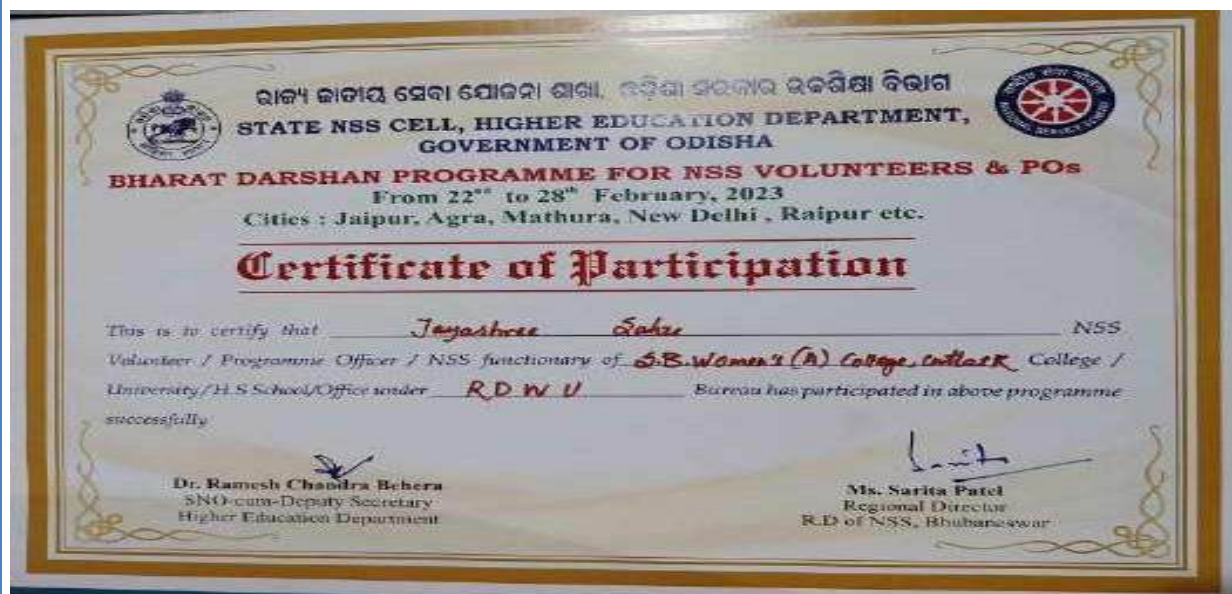 ରାଜ୍ୟ ଜାତୀୟ ସେବା ଯୋଜନା ଶାଖା, ଓଡ଼ିଶା ସରକାର ଉଚ୍ଚଶିକ୍ଷା ବିଭାଗ
STATE NSS CELL, HIGHER EDUCATION DEPARTMENT,
GOVERNMENT OF ODISHA
BHARAT DARSHAN PROGRAMME FOR NSS VOLUNTEERS & POs
From 22nd to 28th February, 2023
Cities : Jaipur, Agra, Mathura, New Delhi , Raipur etc.
Certificate of Participation
This is to certify that Jayashree NSS
Volunteer / Programme Officer / NSS functionary of S.B. Women's (A) College, Cuttack College /
University/H.S School/Office under R D W U Bureau has participated in above programme
successfully
Dr. Ramesh Chandra Behera
SNO-cum-Deputy Secretary
Higher Education Department
Ms. Sarita Patel
Regional Director
R.D of NSS, Bhubaneswar